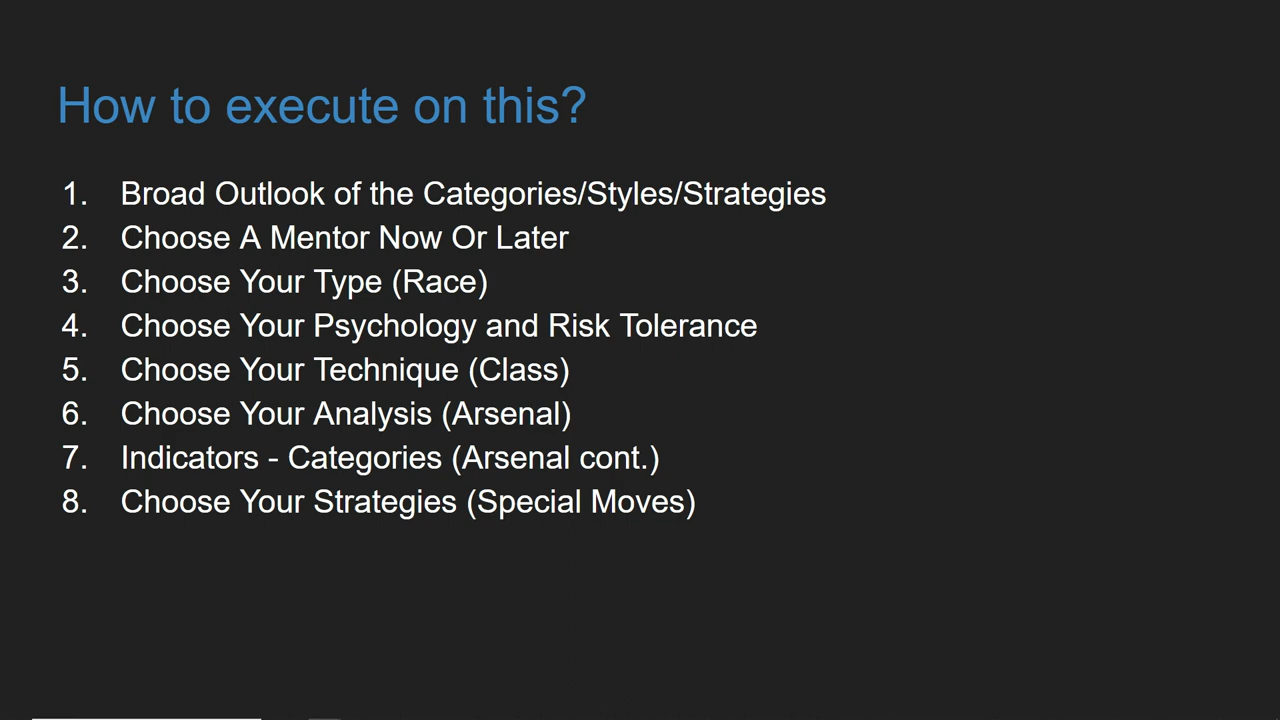 How to execute on this?
1. Broad Outlook of the Categories/Styles/Strategies
2. Choose A Mentor Now Or Later
3. Choose Your Type (Race)
4. Choose Your Psychology and Risk Tolerance
5. Choose Your Technique (Class)
6. Choose Your Analysis (Arsenal)
7. Indicators - Categories (Arsenal cont.)
8. Choose Your Strategies (Special Moves)